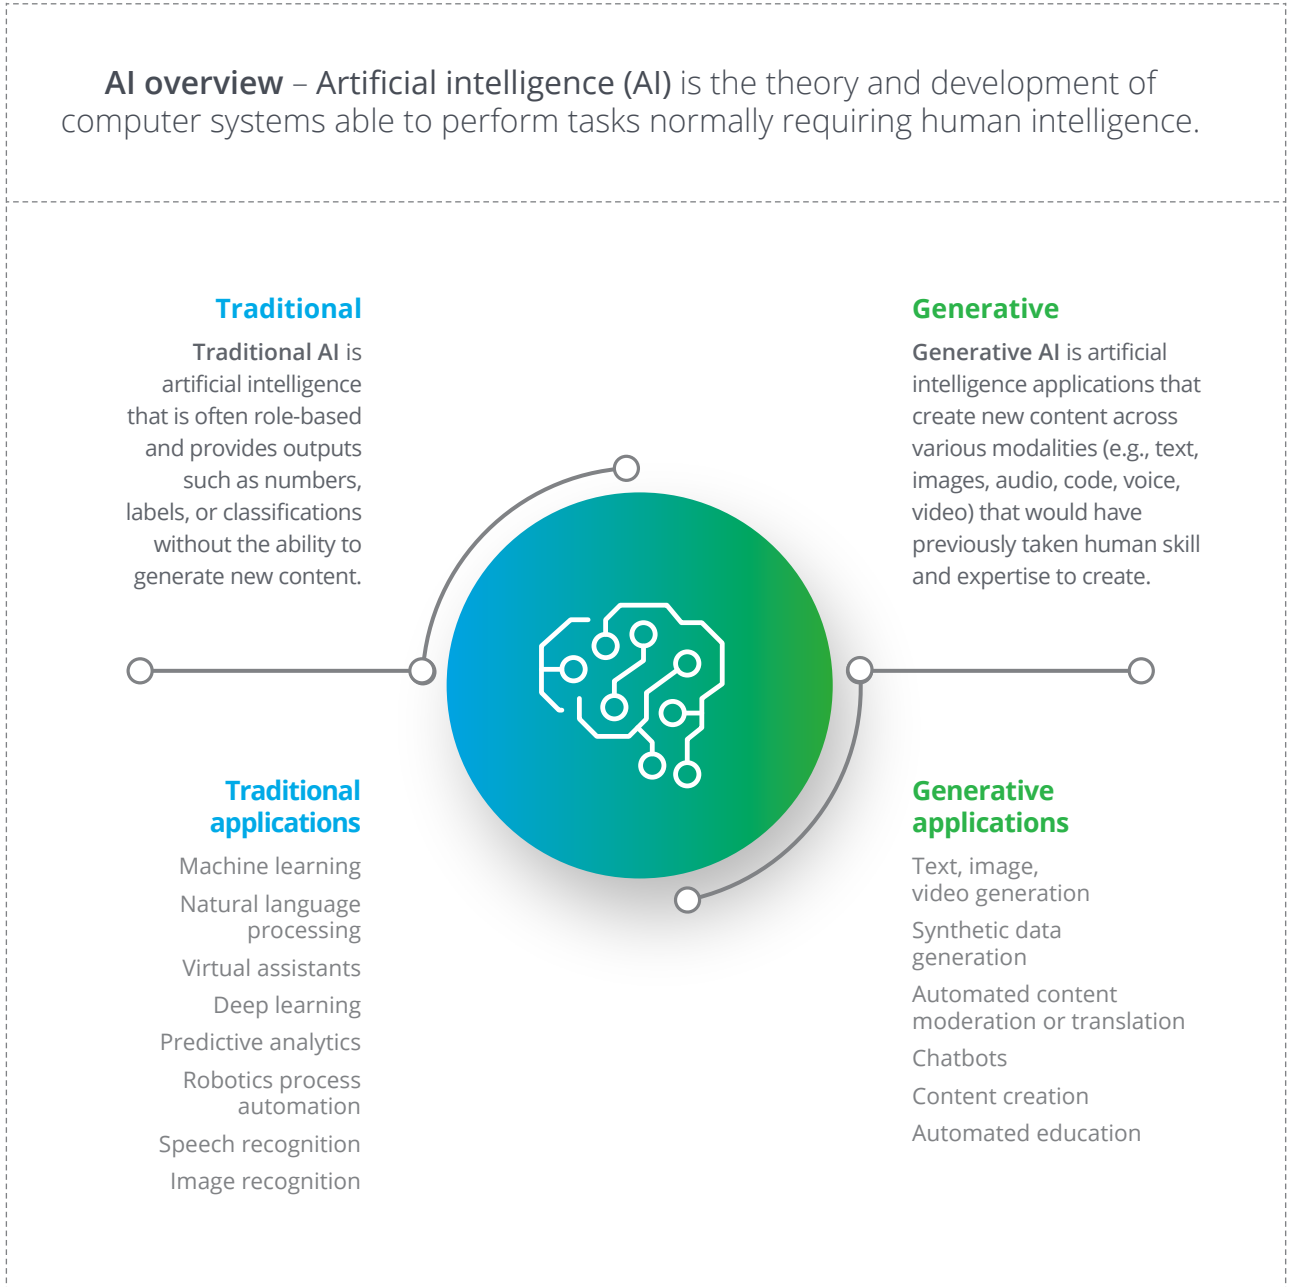 AI overview – Artificial intelligence (AI) is the theory and development of
computer systems able to perform tasks normally requiring human intelligence.
Traditional
Traditional AI is
artificial intelligence
that is often role-based
and provides outputs
such as numbers,
labels, or classifications
without the ability to
generate new content.
Generative
Generative AI is artificial
intelligence applications that
create new content across
various modalities (e.g., text,
images, audio, code, voice,
video) that would have
previously taken human skill
and expertise to create.
Traditional
applications
Machine learning
Natural language
processing
Virtual assistants
Deep learning
Predictive analytics
Robotics process
automation
Speech recognition
Image recognition
Generative
applications
Text, image,
video generation
Synthetic data
generation
Automated content
moderation or translation
Chatbots
Content creation
Automated education